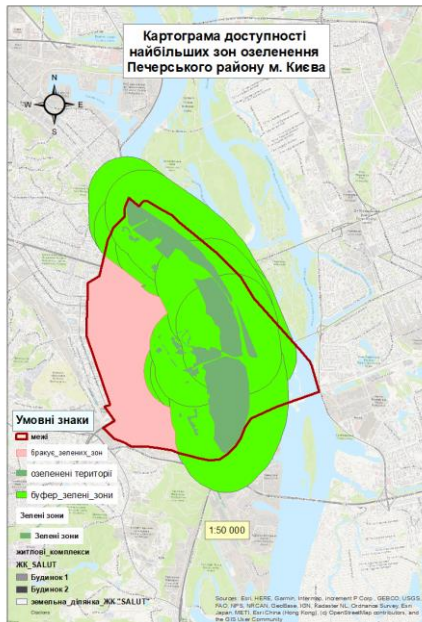 Картограма доступності
найбільших зон озеленення
Печерського району м. Києва
N
W E
S
Умовні знаки
межі
бракує_зелених_зон
озеленені території
буфер_зелені_зони
Зелені зони
Зелені зони
житлові_комплекси
ЖК_SALUT
Будинок 1
Будинок 2
земельна_ділянка_ЖК_"SALUT"
1:50 000
Sources: Esri, HERE, Garmin, Intermap, increment P Corp., GEBCO, USGS,
FAO, NPS, NRCAN, GeoBase, IGN, Kadaster NL, Ordnance Survey, Esri
Japan, METI, Esri China (Hong Kong), (c) OpenStreetMap contributors, and
the GIS User Community